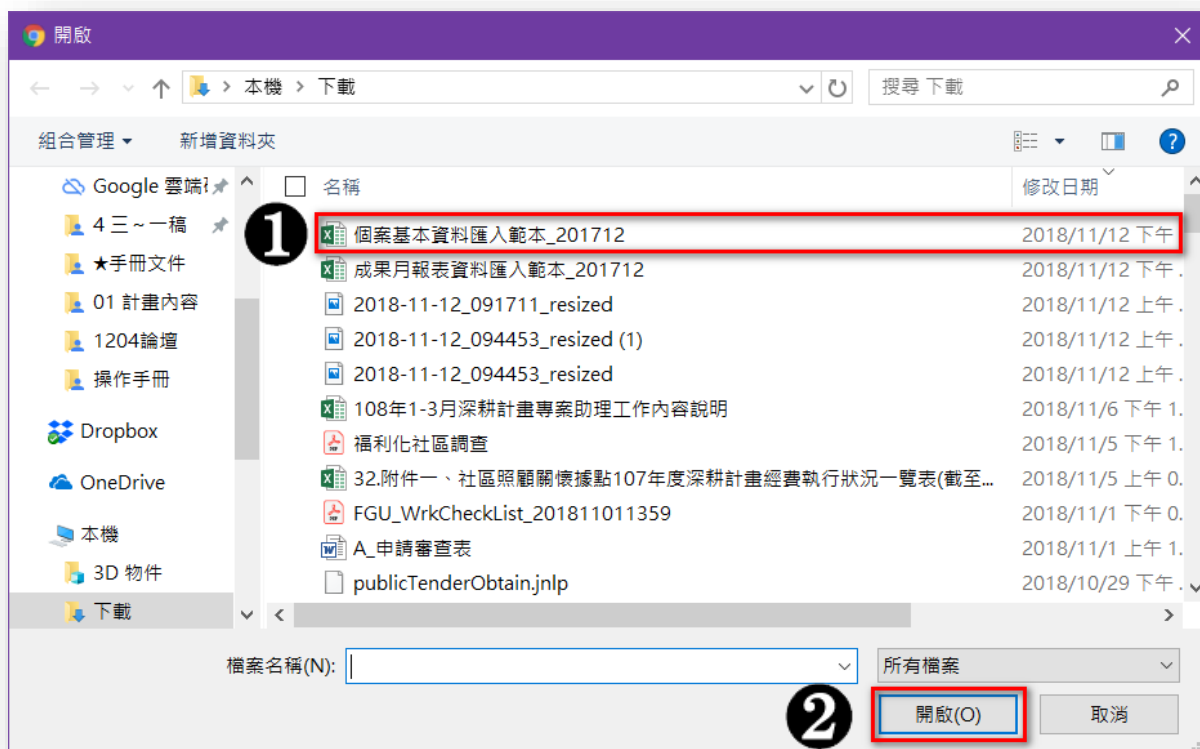 開啟
本機 > 下載
搜尋 下載
組合管理 新增資料夾
Google 雲端
4 三~一稿
★手冊文件
01 計畫內容
1204論壇
操作手冊
Dropbox
OneDrive
本機
3D 物件
下載
名稱 修改日期
1 個案基本資料匯入範本_201712 2018/11/12 下午
成果月報表資料匯入範本_201712 2018/11/12 下午 .
2018-11-12_091711_resized 2018/11/12 上午 .
2018-11-12_094453_resized (1) 2018/11/12 上午 .
2018-11-12_094453_resized 2018/11/12 上午 .
108年1-3月深耕計畫專案助理工作內容說明 2018/11/6 下午 1.
福利化社區調查 2018/11/5 下午 1.
32.附件一、社區照顧關懷據點107年度深耕計畫經費執行狀況一覽表(截至... 2018/11/5 上午 0.
FGU_WrkCheckList_201811011359 2018/11/1 下午 0.
A_申請審查表 2018/11/1 上午 1.
publicTenderObtain.jnlp 2018/10/29 下午 .
檔案名稱(N): 所有檔案
2 開啟(O) 取消